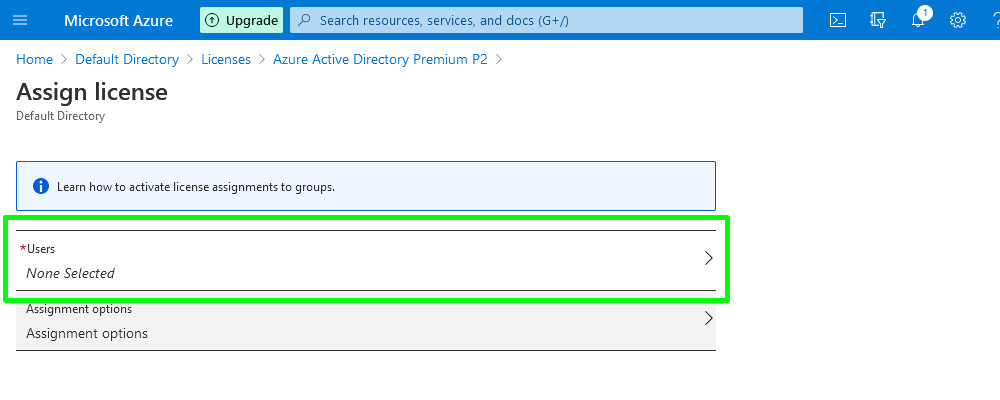 Microsoft Azure Upgrade Search resources, services, and docs (G+/) 1
Home > Default Directory > Licenses > Azure Active Directory Premium P2 >
Assign license
Default Directory
Learn how to activate license assignments to groups.
*Users
None Selected
Assignment options
Assignment options